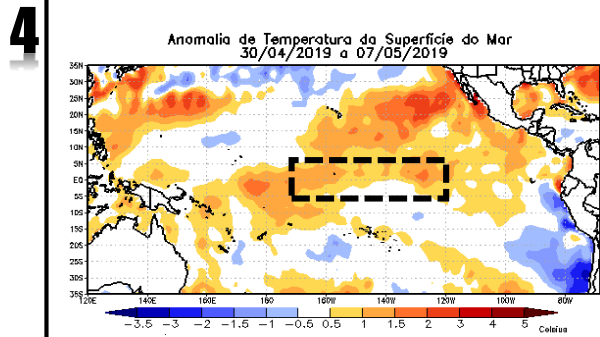 4
Anomalia de Temperatura da Superfície do Mar
30/04/2019 a 07/05/2019
35N
30N
25N
20N
15N
10N
5N
EQ
5S
10S
15S
20S
25S
30S
35S
120E 140E 160E 180 160W 140W 120W 100W 80W
-3.5 -3 -2 -1.5 -1 -0.5 0.5 1 1.5 2 3 4 5
Celsius